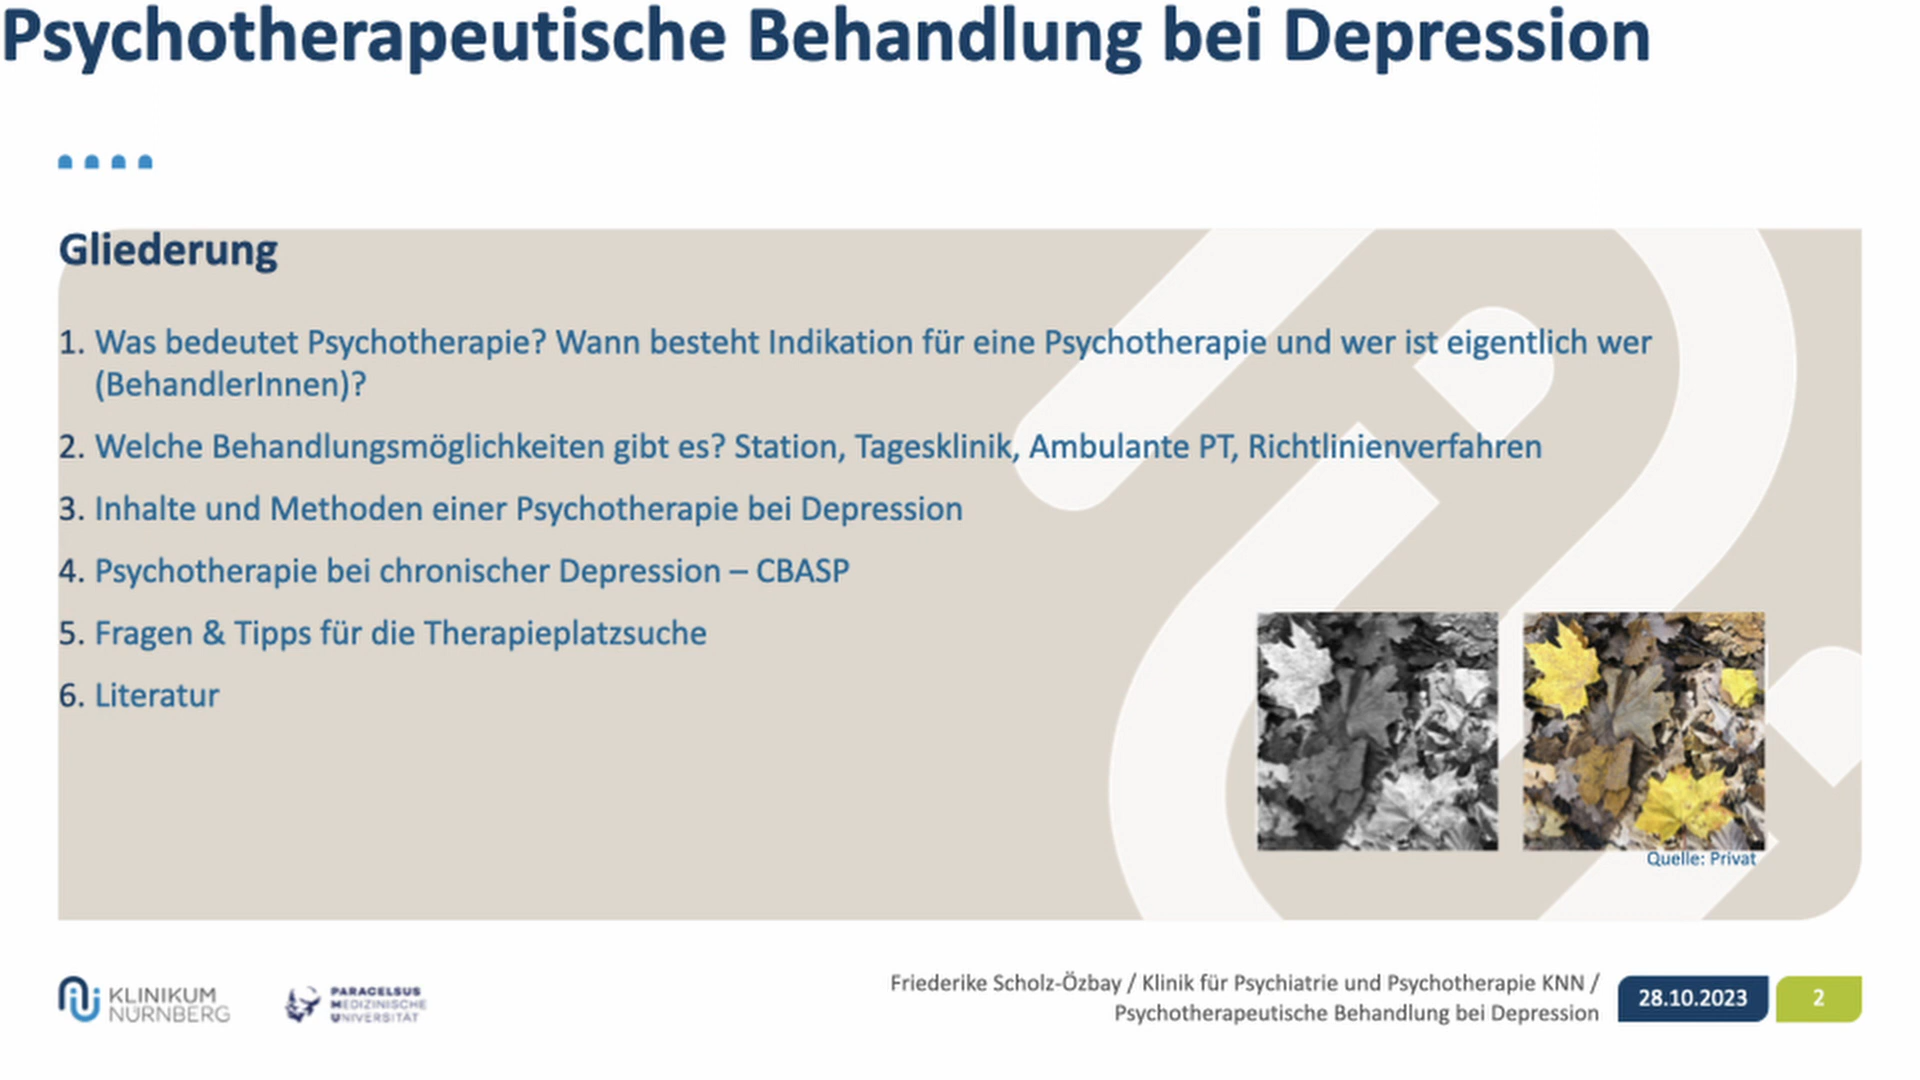 Psychotherapeutische Behandlung bei Depression
Gliederung
1. Was bedeutet Psychotherapie? Wann besteht Indikation für eine Psychotherapie und wer ist eigentlich wer
(BehandlerInnen)?
2. Welche Behandlungsmöglichkeiten gibt es? Station, Tagesklinik, Ambulante PT, Richtlinienverfahren
3. Inhalte und Methoden einer Psychotherapie bei Depression
4. Psychotherapie bei chronischer Depression – CBASP
5. Fragen & Tipps für die Therapieplatzsuche
6. Literatur
Quelle: Privat
KLINIKUM
NÜRNBERG
PARACELSUS
MEDIZINISCHE
UNIVERSITÄT
Friederike Scholz-Özbay / Klinik für Psychiatrie und Psychotherapie KNN /
Psychotherapeutische Behandlung bei Depression
28.10.2023
2